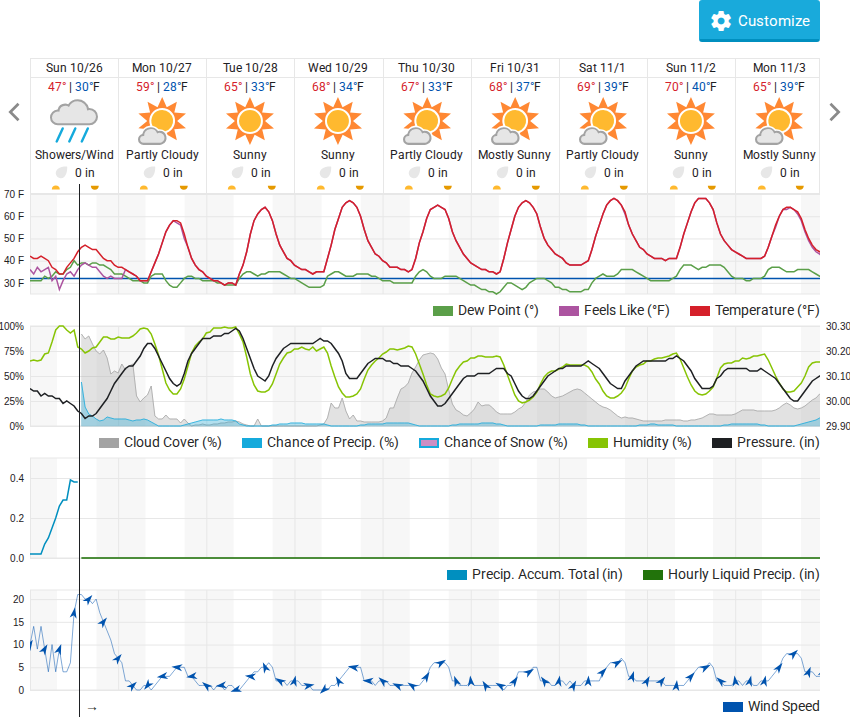 Customize
Sun 10/26 Mon 10/27 Tue 10/28 Wed 10/29 Thu 10/30 Fri 10/31 Sat 11/1 Sun 11/2 Mon 11/3
47° | 30°F 59° | 28°F 65° | 33°F 68° | 34°F 67° | 33°F 68° | 37°F 69° | 39°F 70° | 40°F 65° | 39°F
Showers/Wind Partly Cloudy Sunny Sunny Partly Cloudy Mostly Sunny Partly Cloudy Sunny Mostly Sunny
0 in 0 in 0 in 0 in 0 in 0 in 0 in 0 in 0 in
70 F
60 F
50 F
40 F
30 F
Dew Point (°) Feels Like (°F) Temperature (°F)
100% 30.30
75% 30.20
50% 30.10
25% 30.00
0% 29.90
Cloud Cover (%) Chance of Precip. (%) Chance of Snow (%) Humidity (%) Pressure. (in)
0.4
0.2
0.0
Precip. Accum. Total (in) Hourly Liquid Precip. (in)
20
15
10
5
0
→ Wind Speed